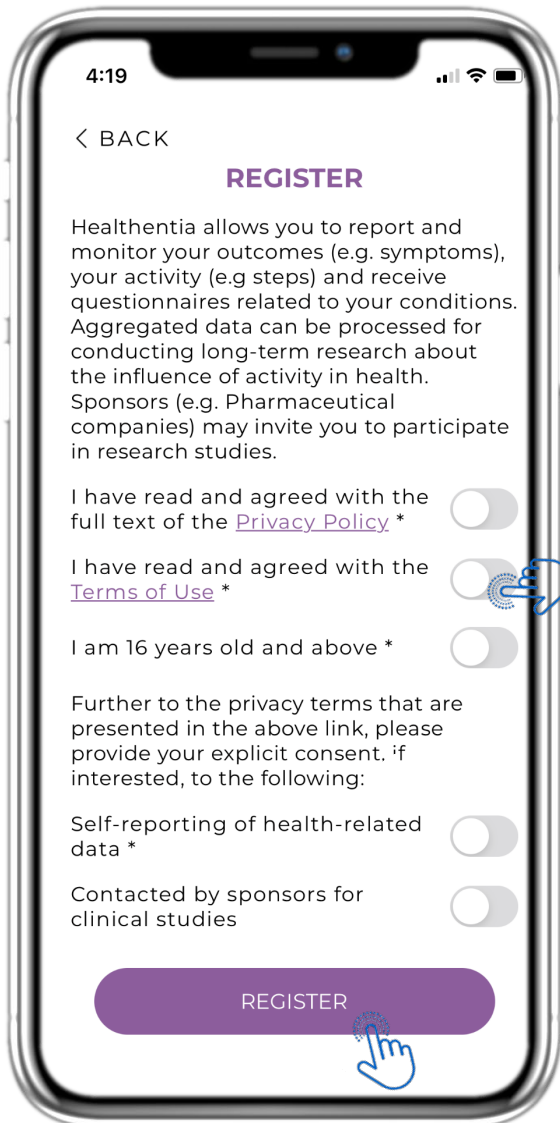 4:19
< BACK
REGISTER
Healthentia allows you to report and
monitor your outcomes (e.g. symptoms),
your activity (e.g steps) and receive
questionnaires related to your conditions.
Aggregated data can be processed for
conducting long-term research about
the influence of activity in health.
Sponsors (e.g. Pharmaceutical
companies) may invite you to participate
in research studies.
I have read and agreed with the
full text of the Privacy Policy *
I have read and agreed with the
Terms of Use *
I am 16 years old and above *
Further to the privacy terms that are
presented in the above link, please
provide your explicit consent. if
interested, to the following:
Self-reporting of health-related
data *
Contacted by sponsors for
clinical studies
REGISTER